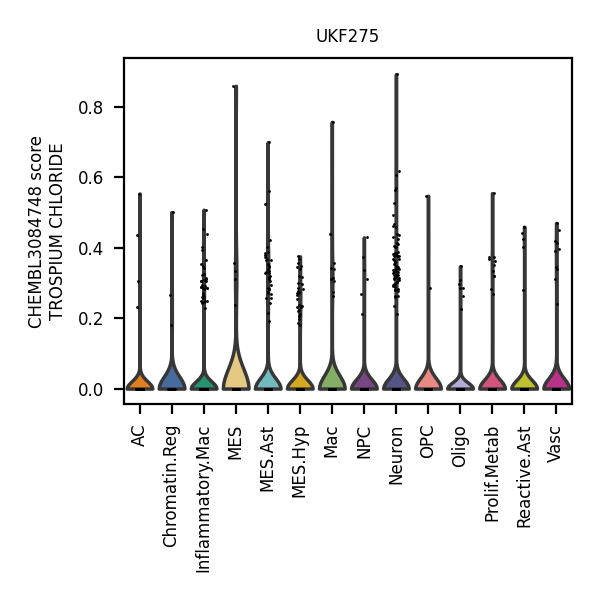 UKF275
CHEMBL3084748 score
TROSPIUM CHLORIDE
0.8
0.6
0.4
0.2
0.0
AC
Chromatin.Reg
Inflammatory.Mac
MES
MES.Ast
MES.Hyp
Mac
NPC
Neuron
OPC
Oligo
Prolif.Metab
Reactive.Ast
Vasc